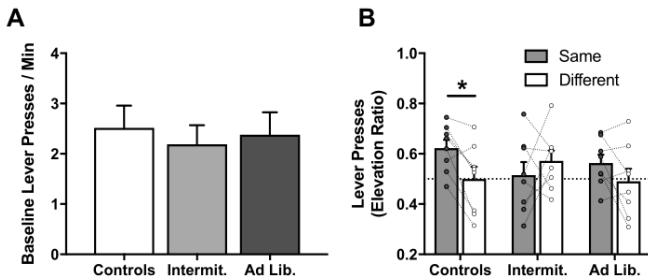 A
Baseline Lever Presses / Min
4
3
2
1
0
Controls Intermit. Ad Lib.
B
Lever Presses
(Elevation Ratio)
1.0
0.8
0.6
0.4
0.2
Same
Different
*
Controls Intermit. Ad Lib.